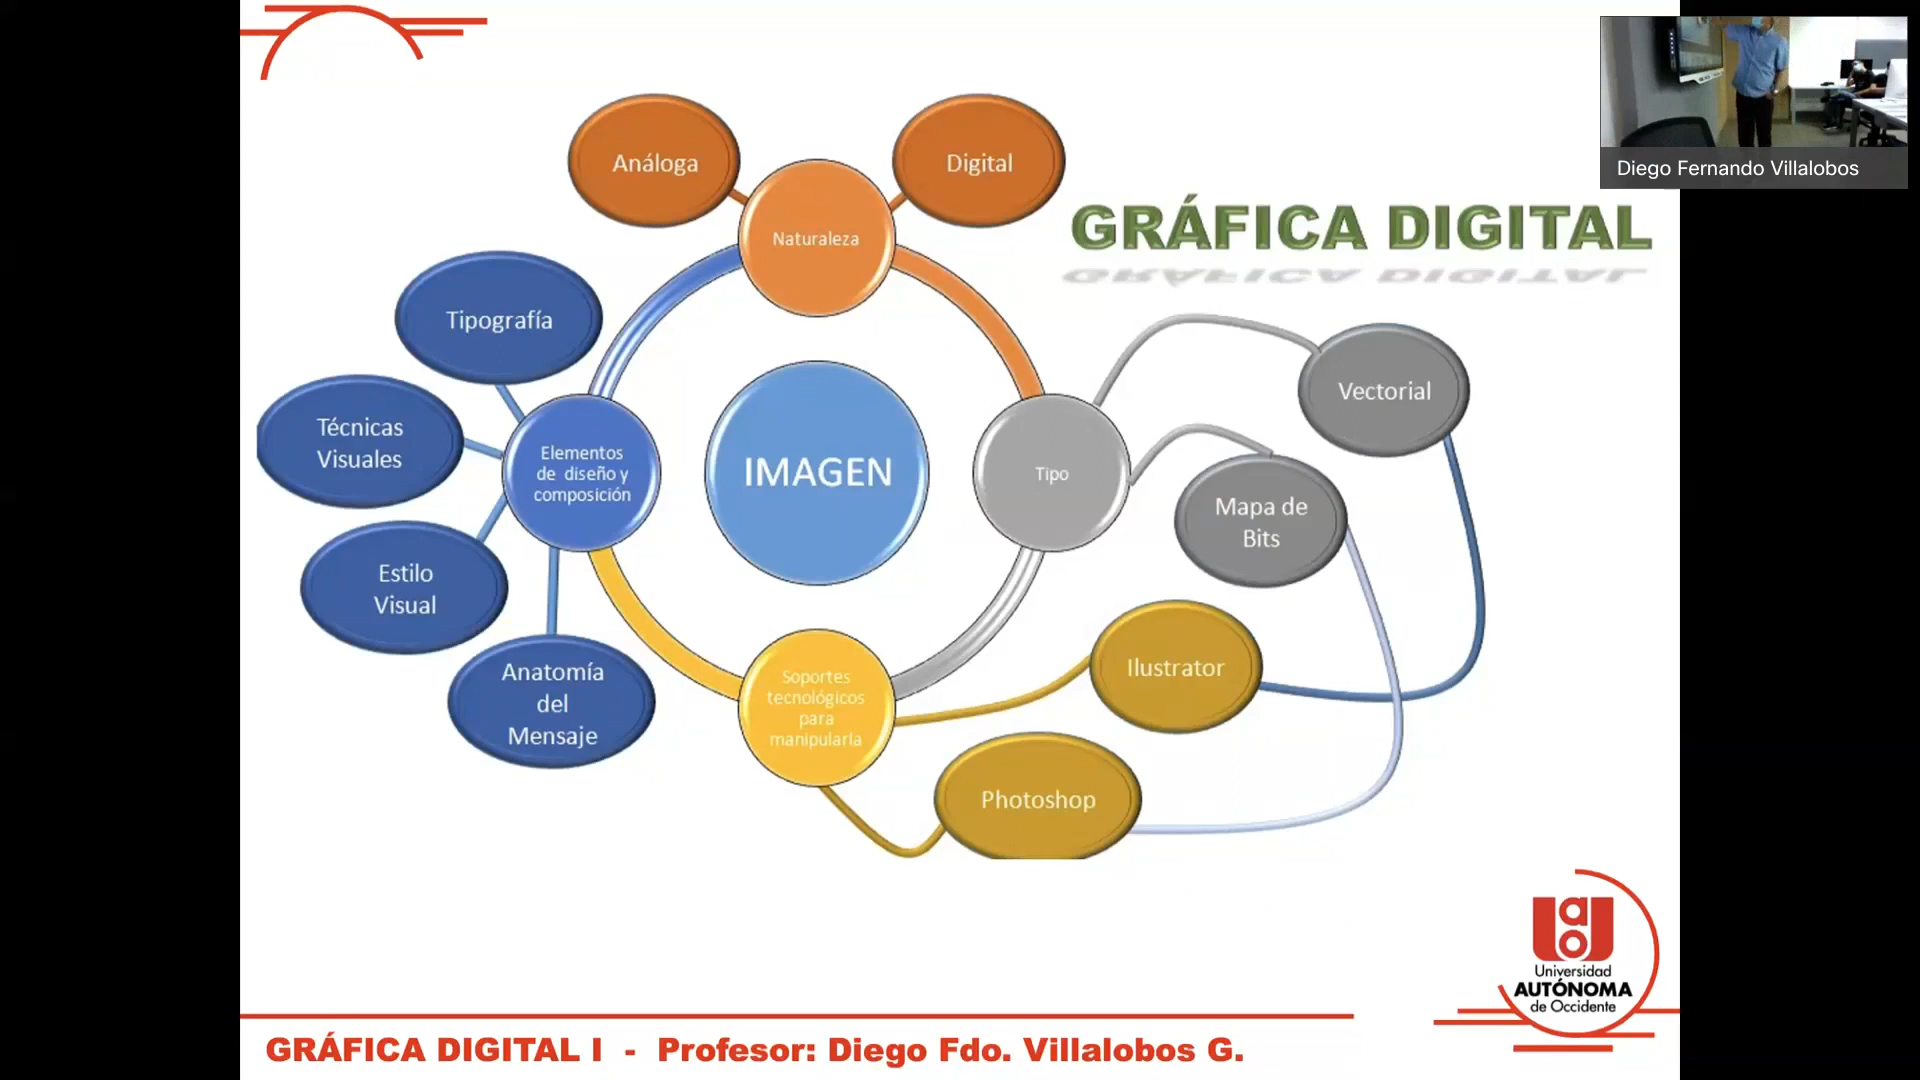 Diego Fernando Villalobos
GRÁFICA DIGITAL
Análoga
Digital
Naturaleza
Tipografía
Técnicas
Visuales
Estilo
Visual
Anatomía
del
Mensaje
Elementos
de diseño y
composición
IMAGEN
Tipo
Vectorial
Mapa de
Bits
Ilustrator
Photoshop
Soportes
tecnológicos
para
manipularla
Universidad
AUTÓNOMA
de Occidente
GRÁFICA DIGITAL I - Profesor: Diego Fdo. Villalobos G.